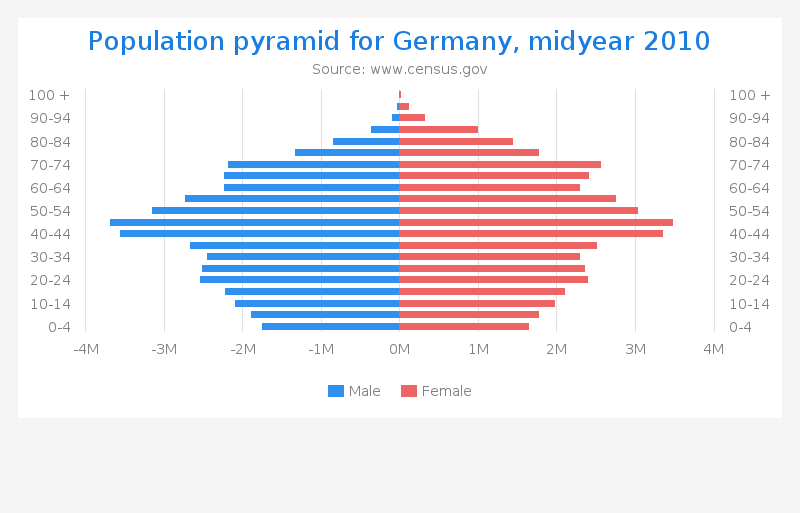 Population pyramid for Germany, midyear 2010
Source: www.census.gov
100 + 100 +
90-94 90-94
80-84 80-84
70-74 70-74
60-64 60-64
50-54 50-54
40-44 40-44
30-34 30-34
20-24 20-24
10-14 10-14
0-4 0-4
-4M -3M -2M -1M 0M 1M 2M 3M 4M
Male Female